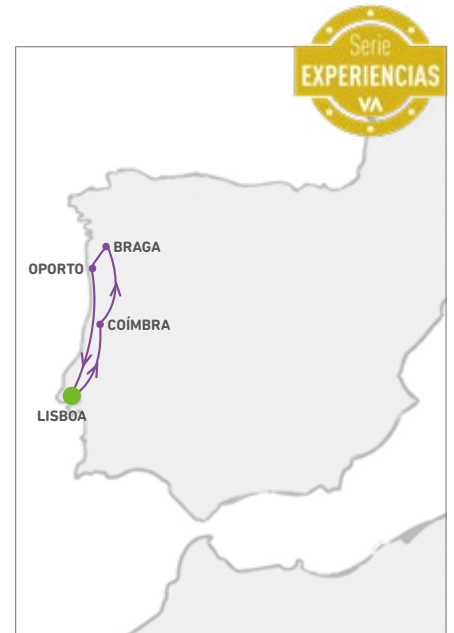 Serie
EXPERIENCIAS
VA
BRAGA
OPORTO
COÍMBRA
LISBOA